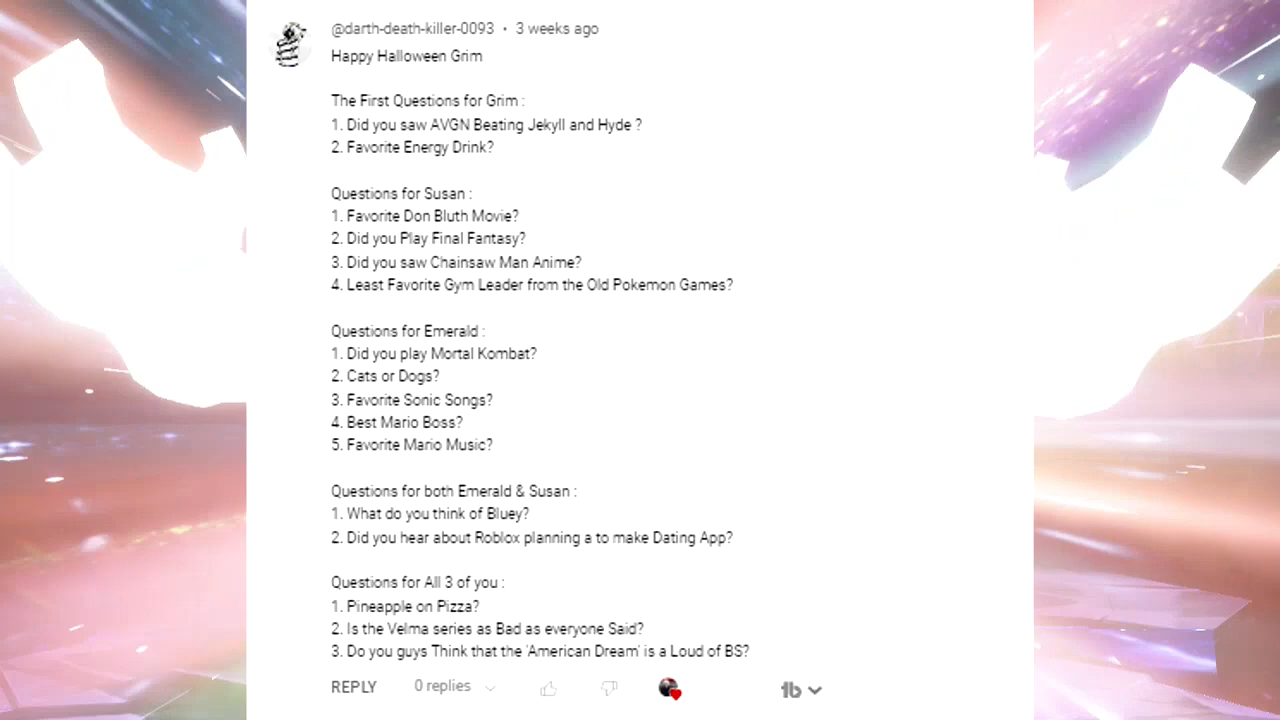 @darth-death-killer-0093 • 3 weeks ago
Happy Halloween Grim
The First Questions for Grim :
1. Did you saw AVGN Beating Jekyll and Hyde ?
2. Favorite Energy Drink?
Questions for Susan :
1. Favorite Don Bluth Movie?
2. Did you Play Final Fantasy?
3. Did you saw Chainsaw Man Anime?
4. Least Favorite Gym Leader from the Old Pokemon Games?
Questions for Emerald :
1. Did you play Mortal Kombat?
2. Cats or Dogs?
3. Favorite Sonic Songs?
4. Best Mario Boss?
5. Favorite Mario Music?
Questions for both Emerald & Susan :
1. What do you think of Bluey?
2. Did you hear about Roblox planning a to make Dating App?
Questions for All 3 of you :
1. Pineapple on Pizza?
2. Is the Velma series as Bad as everyone Said?
3. Do you guys Think that the 'American Dream' is a Loud of BS?
REPLY 0 replies tb